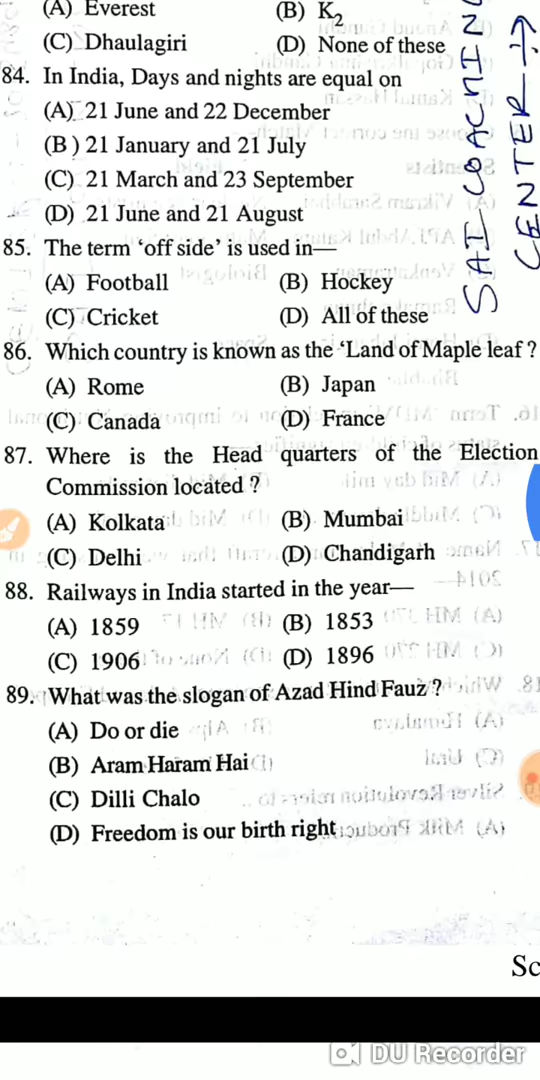 (A) Everest (B) K2
(C) Dhaulagiri (D) None of these
84. In India, Days and nights are equal on
(A) 21 June and 22 December
(B) 21 January and 21 July
(C) 21 March and 23 September
(D) 21 June and 21 August
85. The term 'off side' is used in—
(A) Football (B) Hockey
(C) Cricket (D) All of these
86. Which country is known as the 'Land of Maple leaf ?
(A) Rome (B) Japan
(C) Canada (D) France
87. Where is the Head quarters of the Election
Commission located ?
(A) Kolkata (B) Mumbai
(C) Delhi (D) Chandigarh
88. Railways in India started in the year—
(A) 1859 (B) 1853
(C) 1906 (D) 1896
89. What was the slogan of Azad Hind Fauz ?
(A) Do or die
(B) Aram Haram Hai
(C) Dilli Chalo
(D) Freedom is our birth right
SAI COACHING
CENTER
Sc
DU Recorder